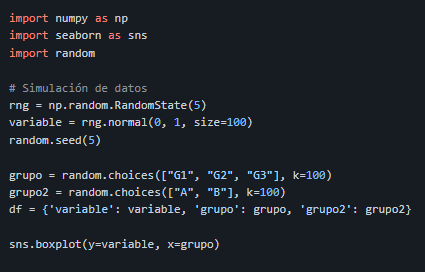 import numpy as np
import seaborn as sns
import random
# Simulación de datos
rng = np.random.RandomState(5)
variable = rng.normal(0, 1, size=100)
random.seed(5)
grupo = random.choices(["G1", "G2", "G3"], k=100)
grupo2 = random.choices(["A", "B"], k=100)
df = {'variable': variable, 'grupo': grupo, 'grupo2': grupo2}
sns.boxplot(y=variable, x=grupo)